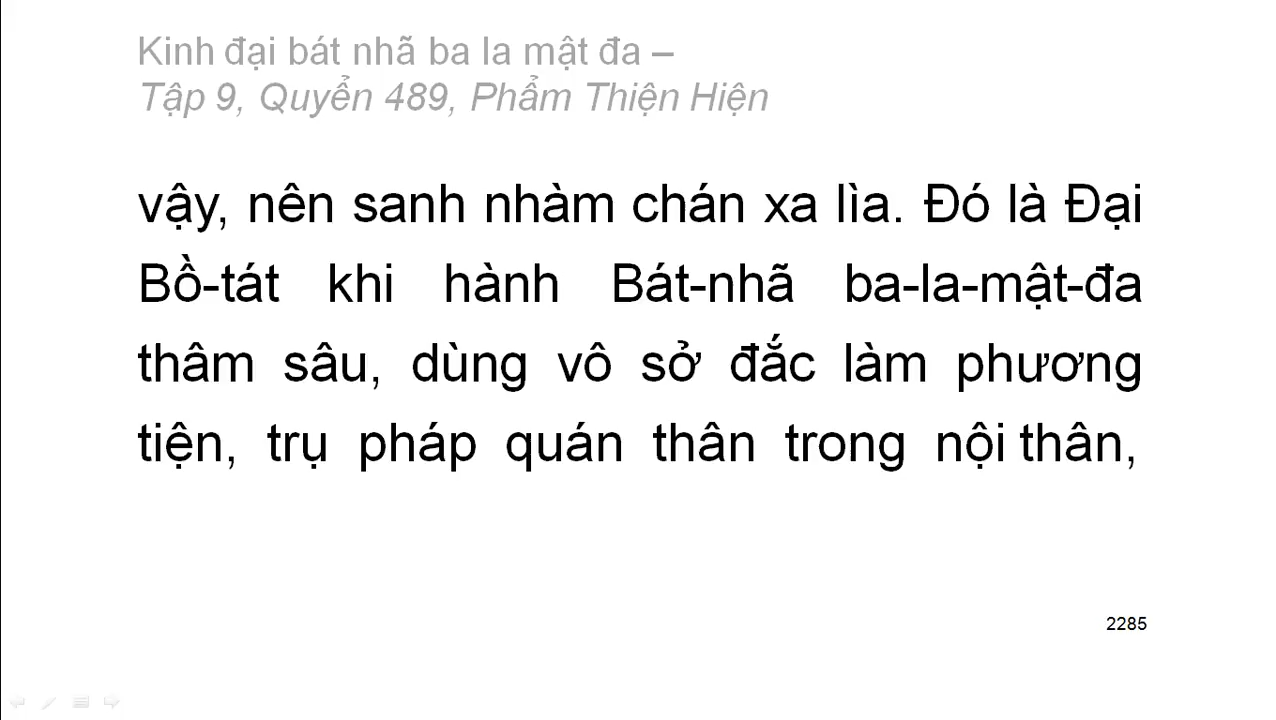 Kinh đại bát nhã ba la mật đa –
Tập 9, Quyển 489, Phẩm Thiện Hiện
vậy, nên sanh nhàm chán xa lìa. Đó là Đại
Bồ-tát khi hành Bát-nhã ba-la-mật-đa
thâm sâu, dùng vô sở đắc làm phương
tiện, trụ pháp quán thân trong nội thân,
2285